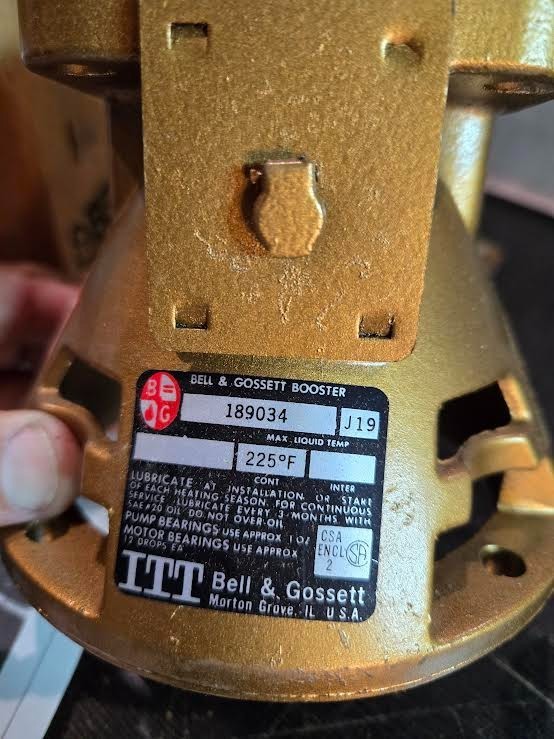 B G
BELL & GOSSETT BOOSTER
189034 J19
MAX LIQUID TEMP
225°F
CONT INTER
LUBRICATE AT INSTALLATION OR START
OF EACH HEATING SEASON. FOR CONTINUOUS
SERVICE LUBRICATE EVERY 3 MONTHS WITH
SAE #20 OIL DO NOT OVER-OIL
PUMP BEARINGS USE APPROX 1 OZ
MOTOR BEARINGS USE APPROX
12 DROPS EA
CSA
ENCL
2
SA
ITT Bell & Gossett
Morton Grove, IL U.S.A.